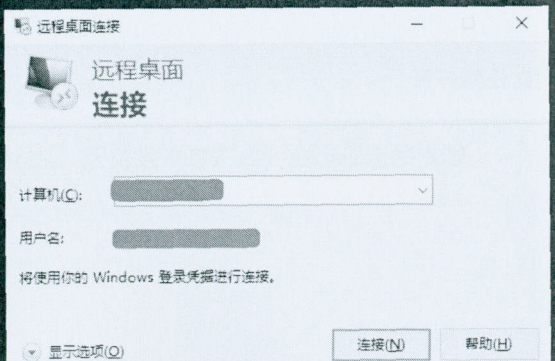 远程桌面连接
远程桌面
连接
计算机(C):
用户名:
将使用你的 Windows 登录凭据进行连接。
显示选项(O)
连接(N)
帮助(H)